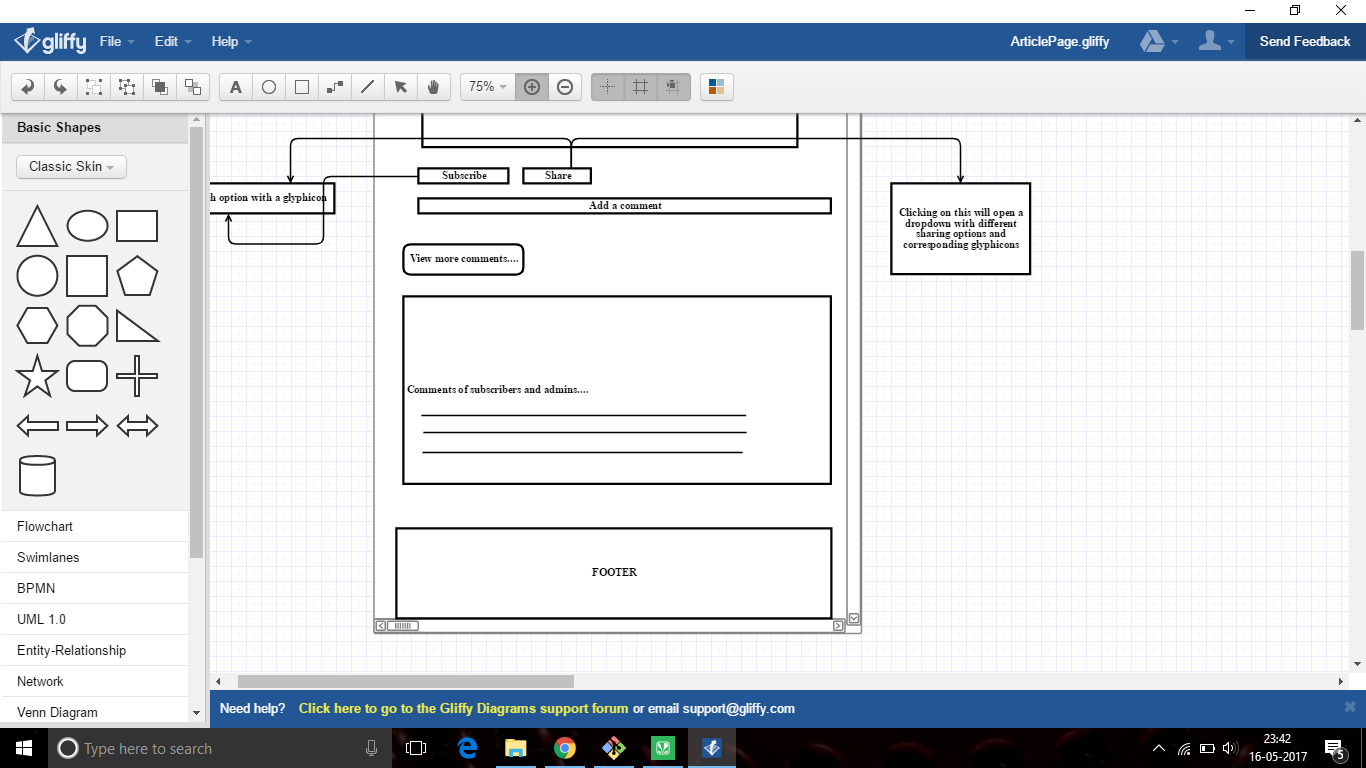 gliffy
File
Edit
Help
ArticlePage.gliffy
Send Feedback
A
75%
Basic Shapes
Classic Skin
Flowchart
Swimlanes
BPMN
UML 1.0
Entity-Relationship
Network
Venn Diagram
Subscribe
Share
h option with a glyphicon
Add a comment
Clicking on this will open a
dropdown with different
sharing options and
corresponding glyphicons
View more comments....
Comments of subscribers and admins....
FOOTER
Need help? Click here to go to the Gliffy Diagrams support forum or email support@gliffy.com
Type here to search
23:42
16-05-2017
5